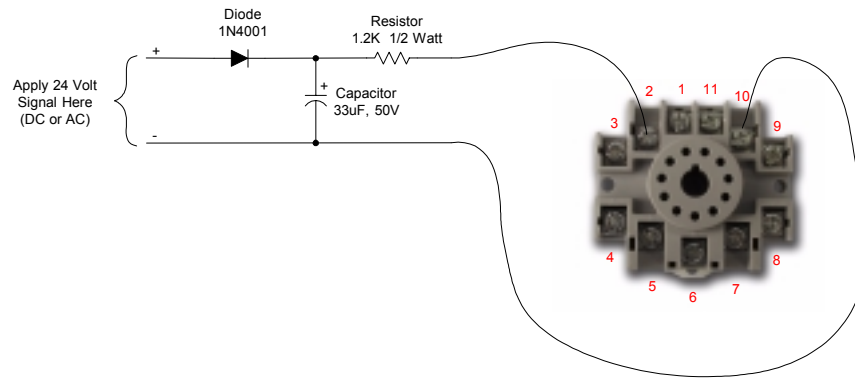 Diode
1N4001
Resistor
1.2K 1/2 Watt
+
Apply 24 Volt
Signal Here
(DC or AC)
-
+
Capacitor
33uF, 50V
2
1
11
10
3
9
4
8
5
6
7